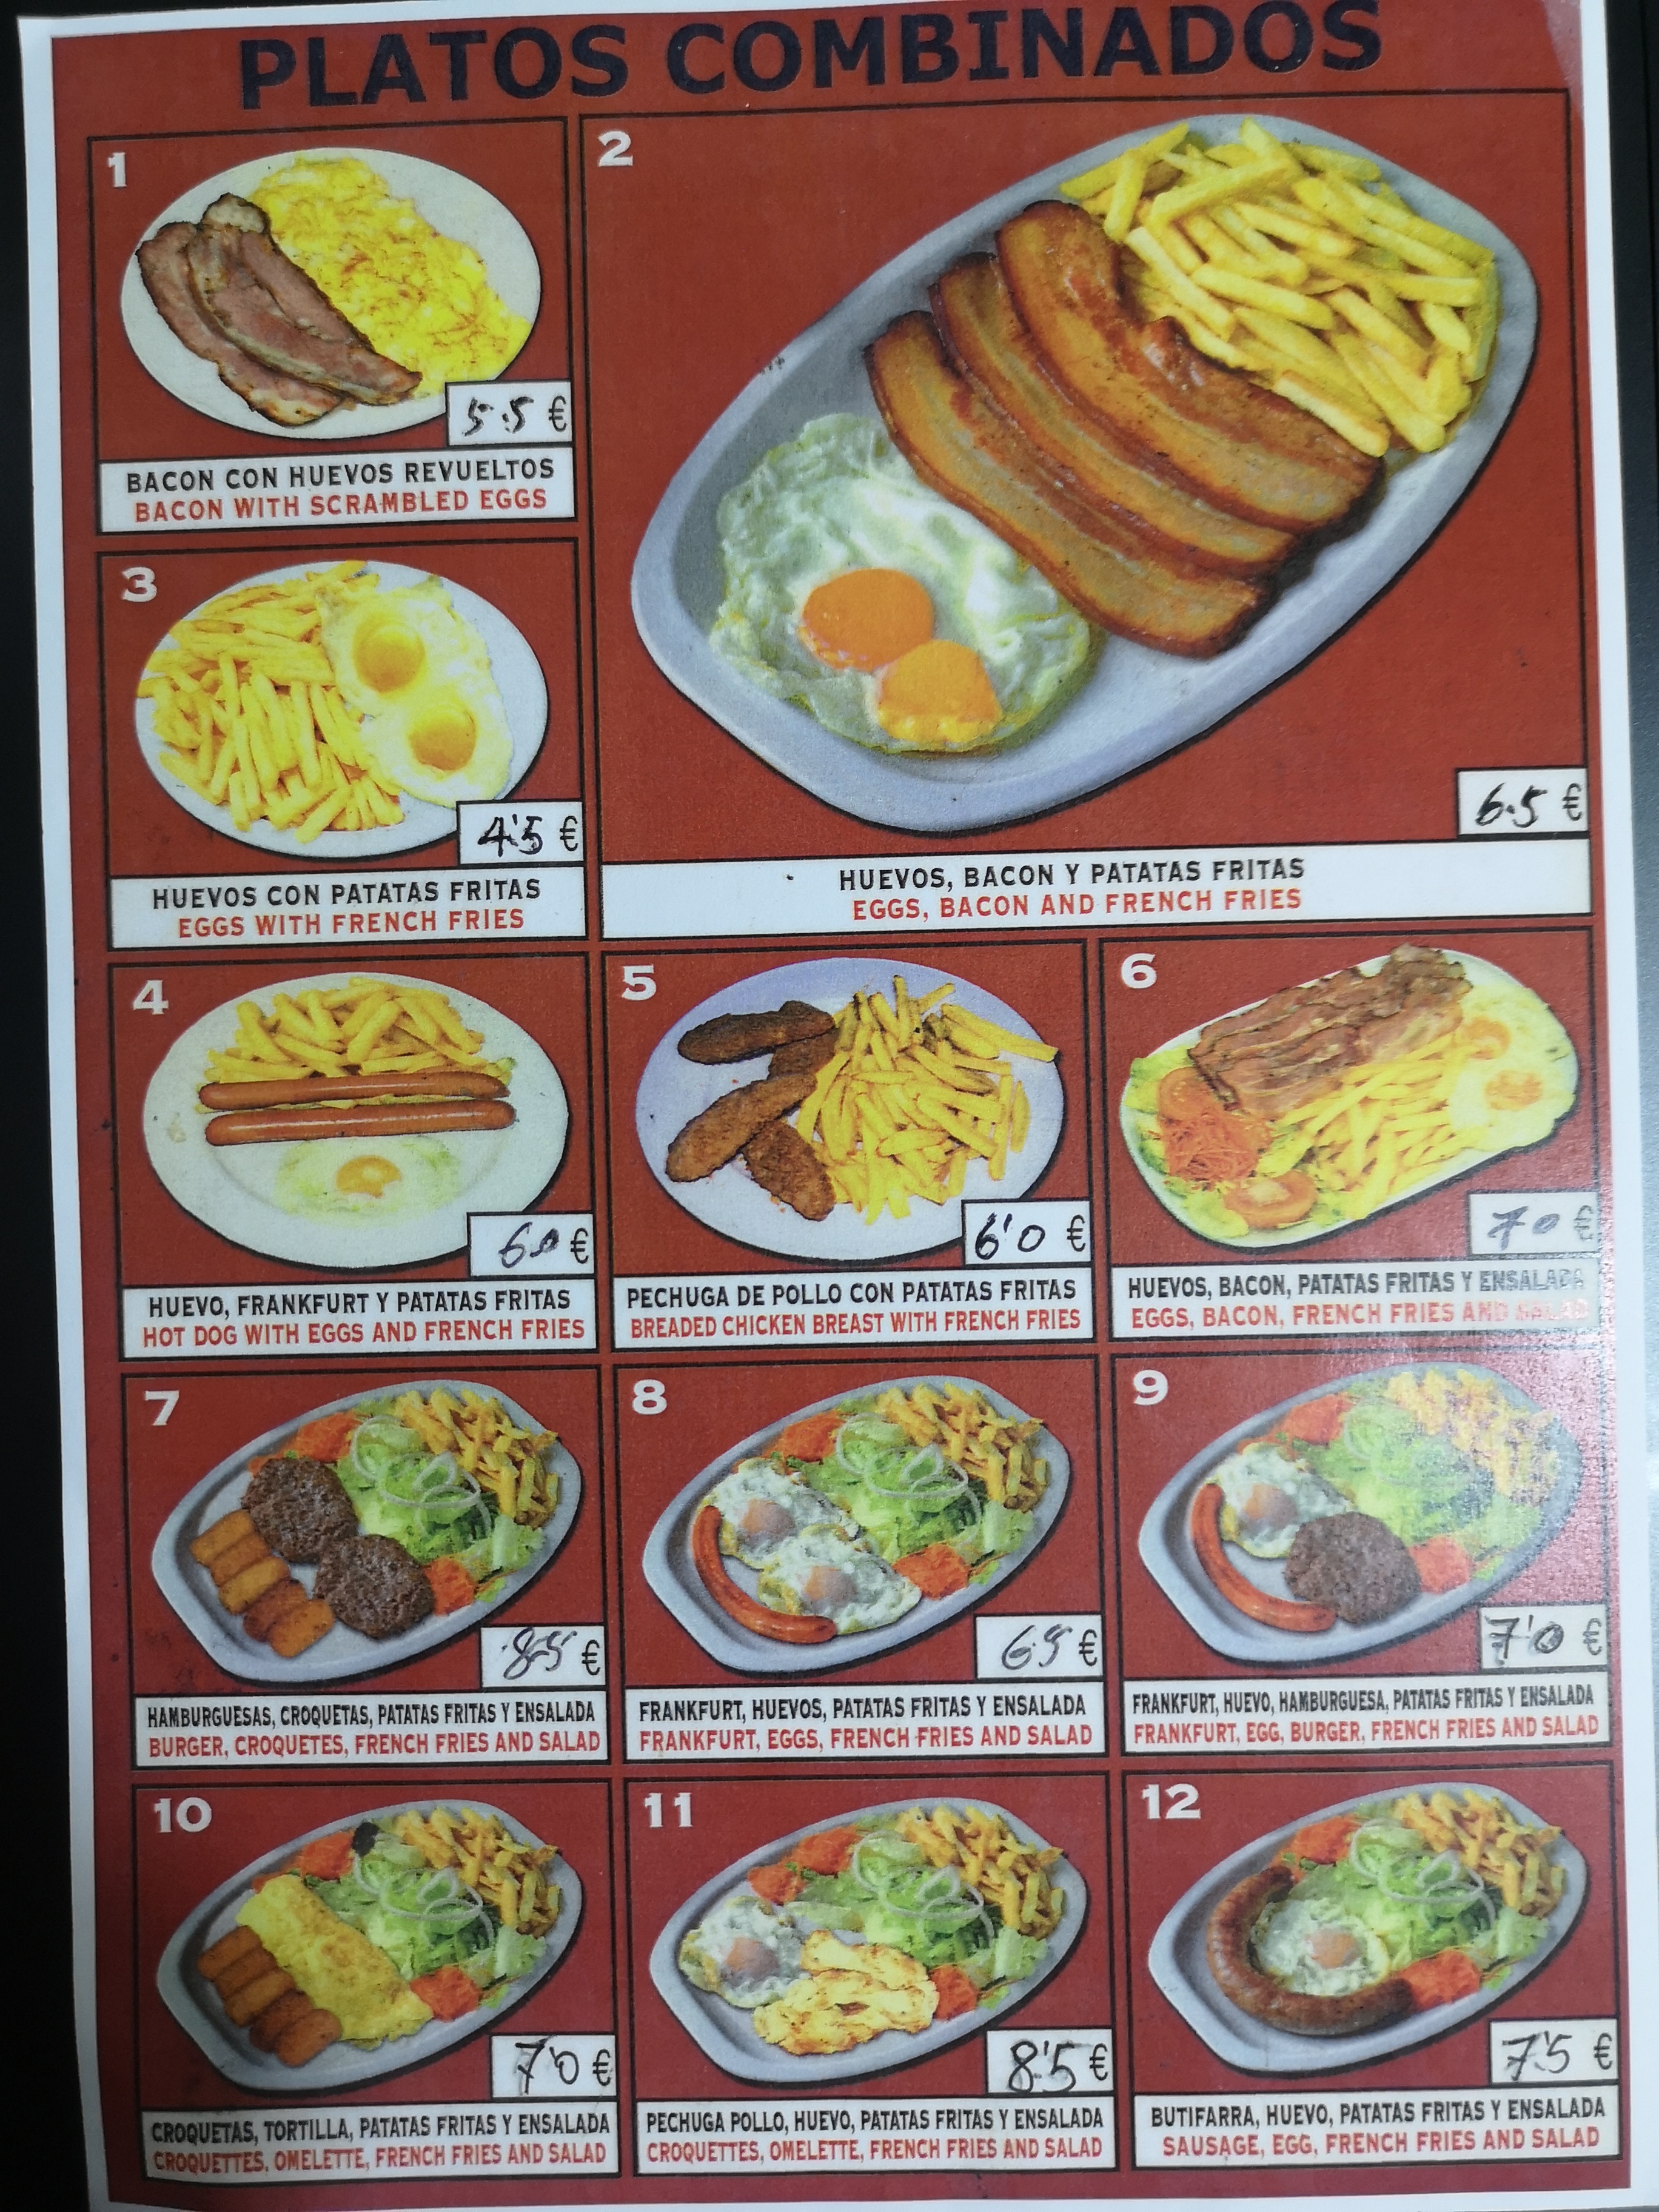 PLATOS COMBINADOS
1
5.5 €
BACON CON HUEVOS REVUELTOS
BACON WITH SCRAMBLED EGGS
2
6.5 €
HUEVOS, BACON Y PATATAS FRITAS
EGGS, BACON AND FRENCH FRIES
3
4'5 €
HUEVOS CON PATATAS FRITAS
EGGS WITH FRENCH FRIES
4
6.0 €
HUEVO, FRANKFURT Y PATATAS FRITAS
HOT DOG WITH EGGS AND FRENCH FRIES
5
6'0 €
PECHUGA DE POLLO CON PATATAS FRITAS
BREADED CHICKEN BREAST WITH FRENCH FRIES
6
70 €
HUEVOS, BACON, PATATAS FRITAS Y ENSALADA
EGGS, BACON, FRENCH FRIES AND SALAD
7
8.5 €
HAMBURGUESAS, CROQUETAS, PATATAS FRITAS Y ENSALADA
BURGER, CROQUETES, FRENCH FRIES AND SALAD
8
6.5 €
FRANKFURT, HUEVOS, PATATAS FRITAS Y ENSALADA
FRANKFURT, EGGS, FRENCH FRIES AND SALAD
9
7'0 €
FRANKFURT, HUEVO, HAMBURGUESA, PATATAS FRITAS Y ENSALADA
FRANKFURT, EGG, BURGER, FRENCH FRIES AND SALAD
10
7'0 €
CROQUETAS, TORTILLA, PATATAS FRITAS Y ENSALADA
CROQUETTES, OMELETTE, FRENCH FRIES AND SALAD
11
8'5 €
PECHUGA POLLO, HUEVO, PATATAS FRITAS Y ENSALADA
CROQUETTES, OMELETTE, FRENCH FRIES AND SALAD
12
7'5 €
BUTIFARRA, HUEVO, PATATAS FRITAS Y ENSALADA
SAUSAGE, EGG, FRENCH FRIES AND SALAD